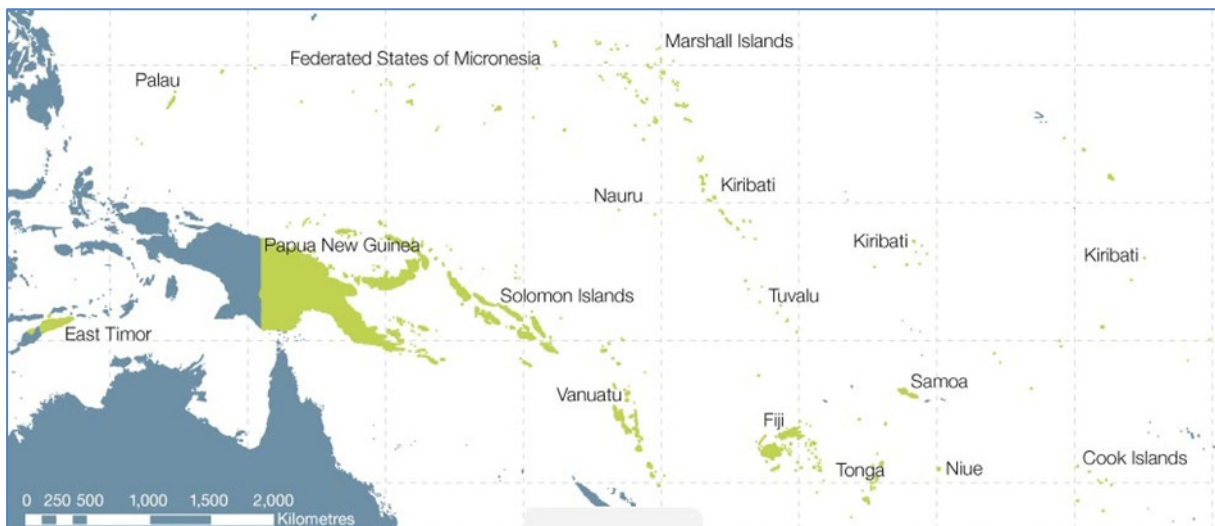 Marshall Islands
Federated States of Micronesia
Palau
Nauru
Kiribati
Papua New Guinea
Kiribati
Kiribati
Solomon Islands
Tuvalu
East Timor
Samoa
Vanuatu
Fiji
Tonga
Niue
Cook Islands
0 250 500 1,000 1,500 2,000
Kilometres